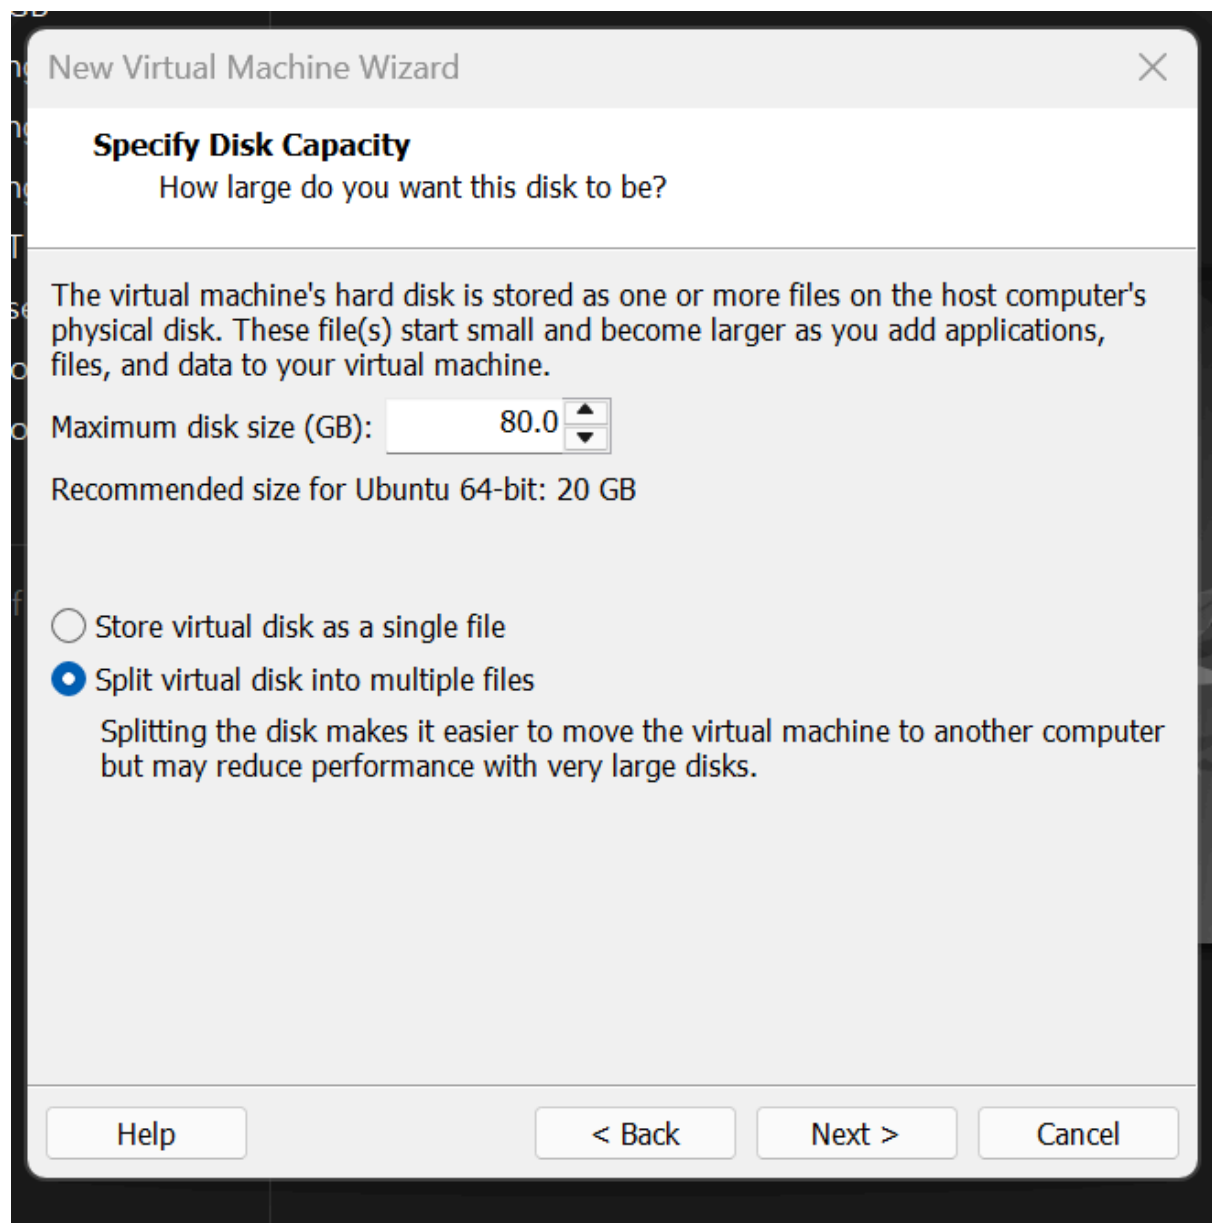 New Virtual Machine Wizard
Specify Disk Capacity
How large do you want this disk to be?
The virtual machine's hard disk is stored as one or more files on the host computer's
physical disk. These file(s) start small and become larger as you add applications,
files, and data to your virtual machine.
Maximum disk size (GB): 80.0
Recommended size for Ubuntu 64-bit: 20 GB
Store virtual disk as a single file
Split virtual disk into multiple files
Splitting the disk makes it easier to move the virtual machine to another computer
but may reduce performance with very large disks.
Help < Back Next > Cancel